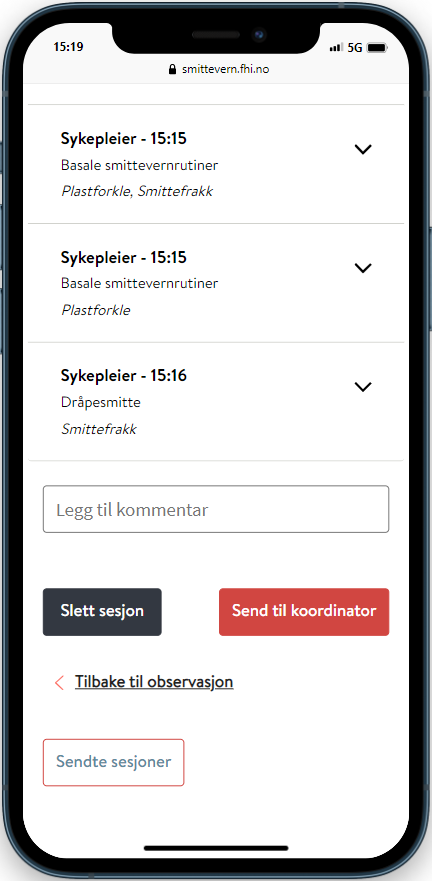 15:19
5G
smittevern.fhi.no
Sykepleier - 15:15
Basale smittevernrutiner
Plastforkle, Smittefrakk
Sykepleier - 15:15
Basale smittevernrutiner
Plastforkle
Sykepleier - 15:16
Dråpesmitte
Smittefrakk
Legg til kommentar
Slett sesjon
Send til koordinator
Tilbake til observasjon
Sendte sesjoner